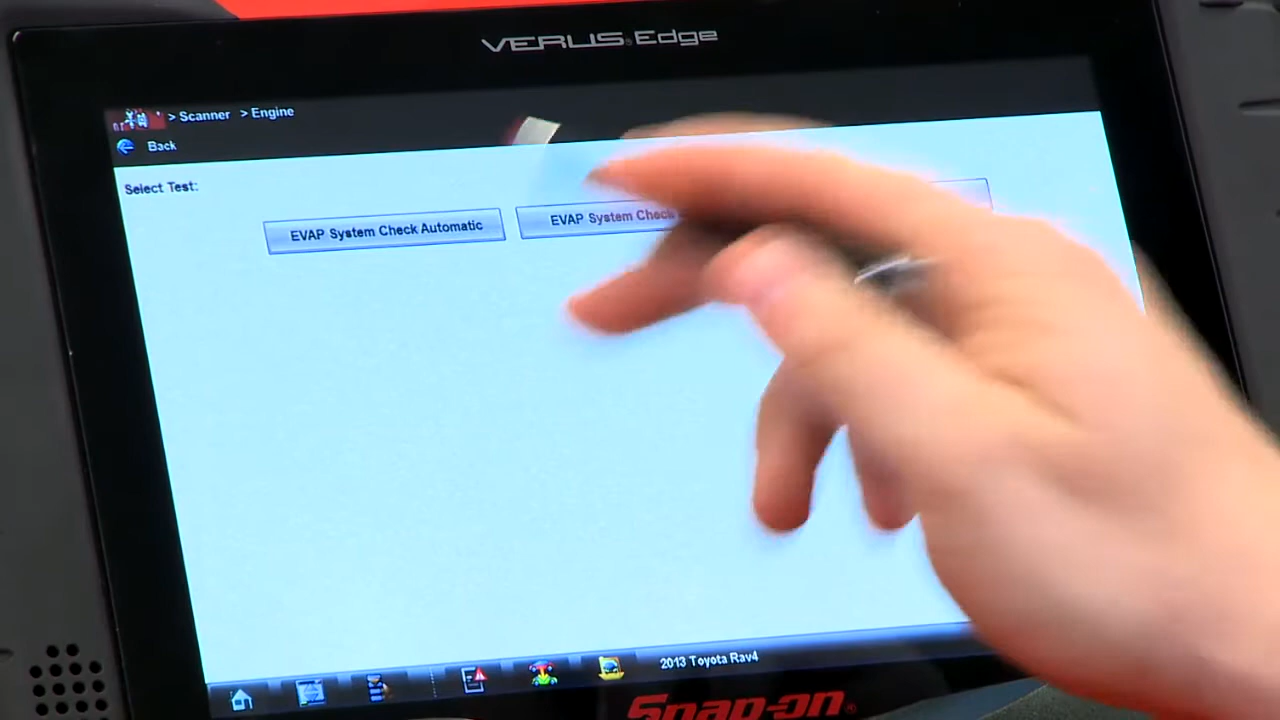 VERUS® Edge
> Scanner > Engine
Back
Select Test:
EVAP System Check Automatic
EVAP System Check
2013 Toyota Rav4
Snap-on®